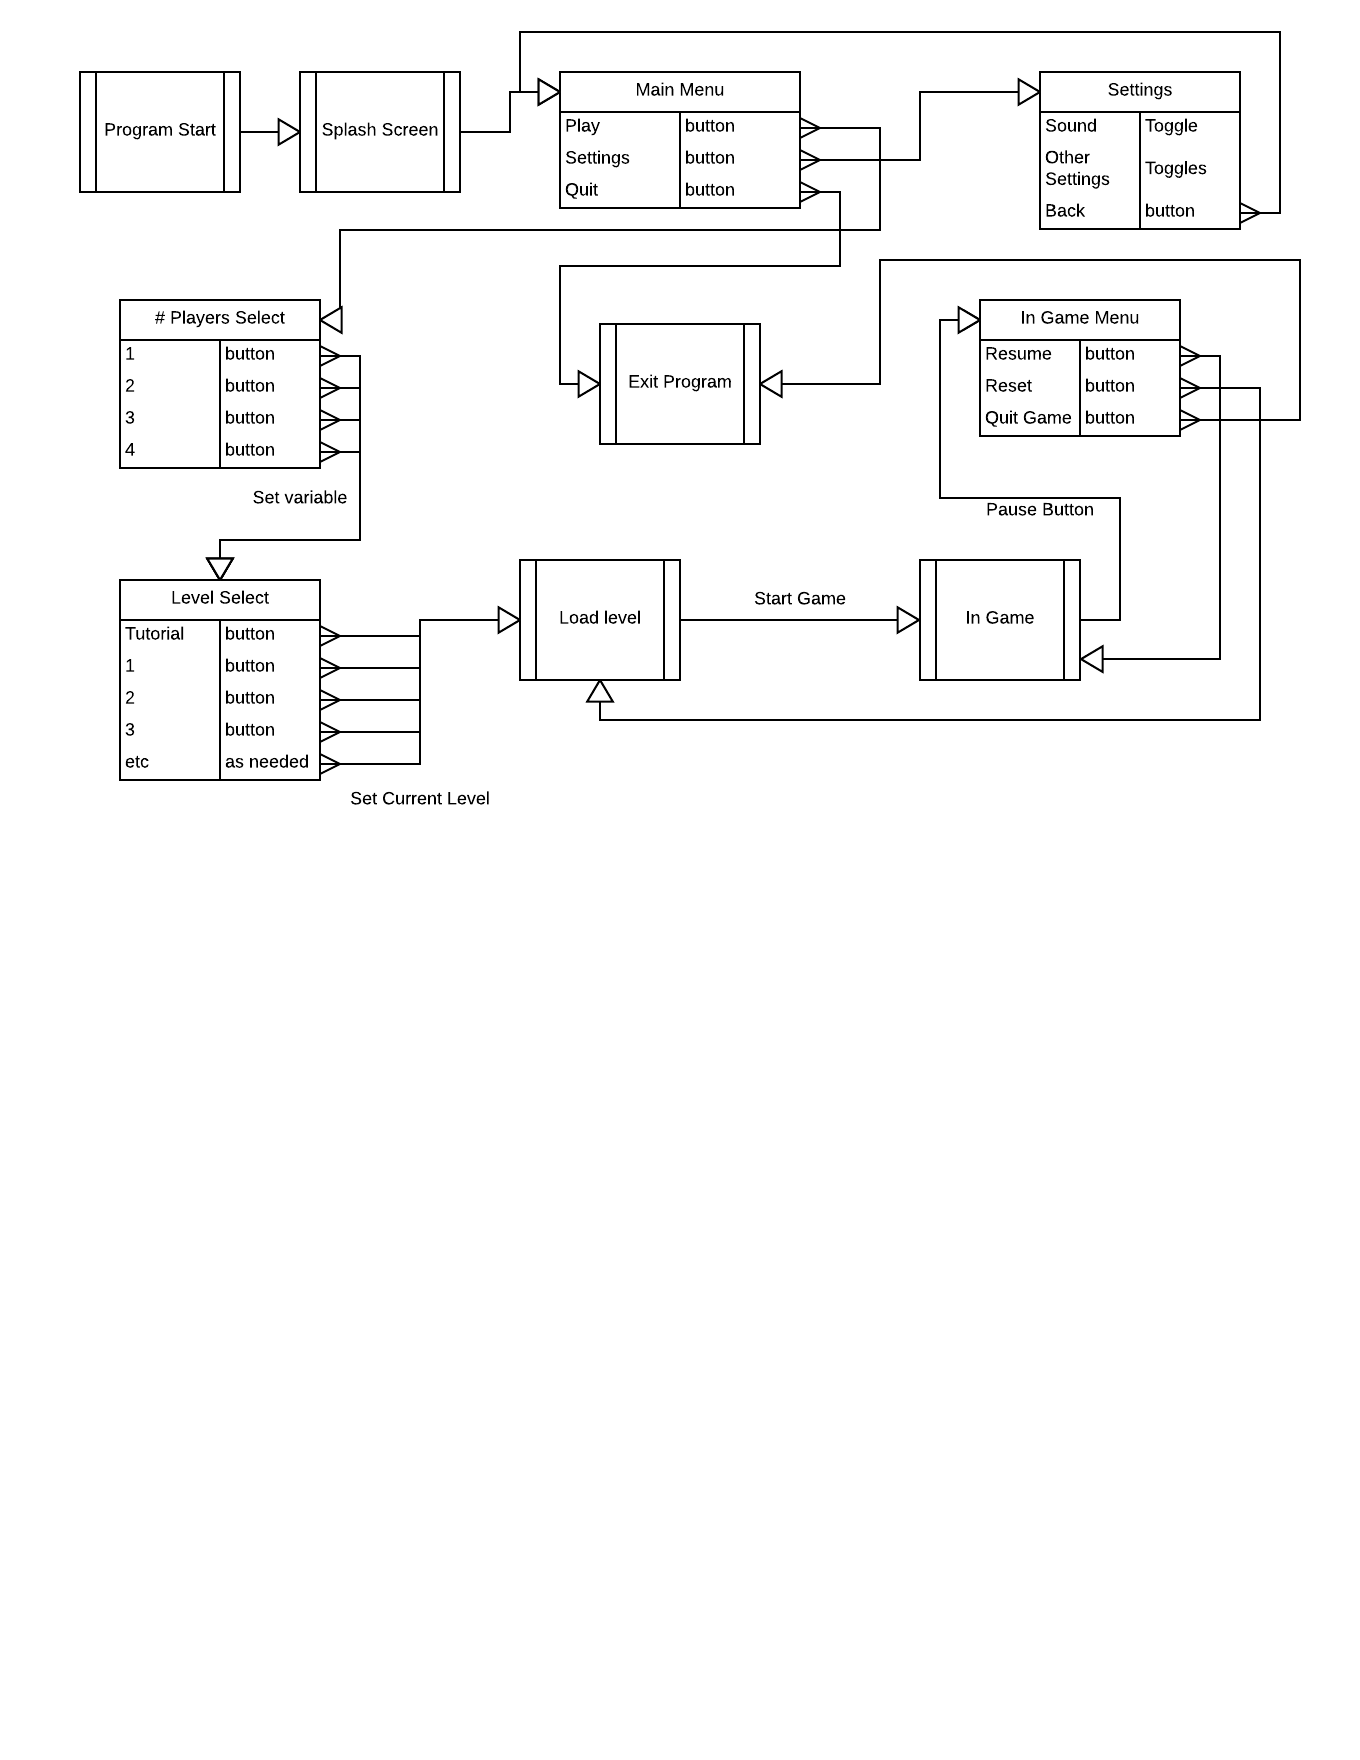 Program Start
Splash Screen
Main Menu
Play button
Settings button
Quit button
Settings
Sound Toggle
Other
Settings
Toggles
Back button
# Players Select
1 button
2 button
3 button
4 button
Set variable
Exit Program
In Game Menu
Resume button
Reset button
Quit Game button
Pause Button
Level Select
Tutorial button
1 button
2 button
3 button
etc as needed
Set Current Level
Load level
Start Game
In Game